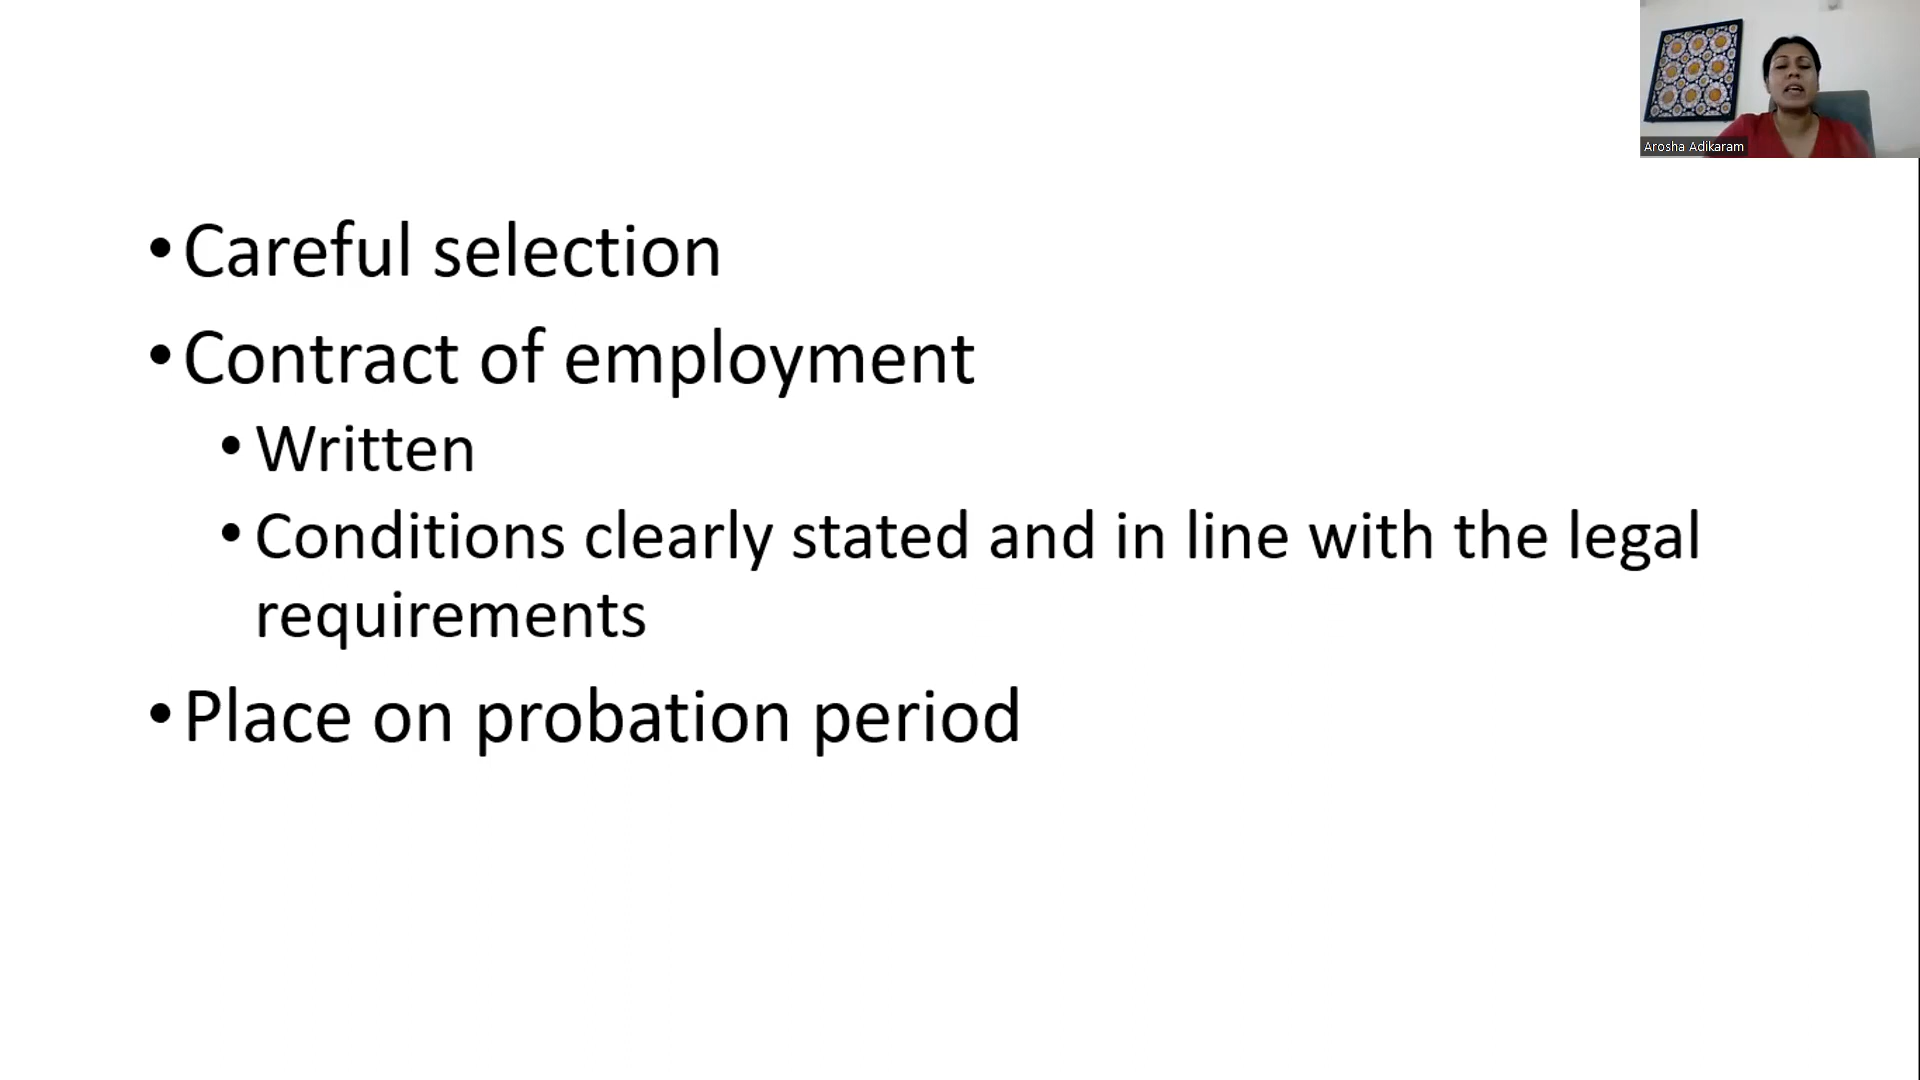 Arosha Adikaram
• Careful selection
• Contract of employment
• Written
• Conditions clearly stated and in line with the legal
requirements
• Place on probation period